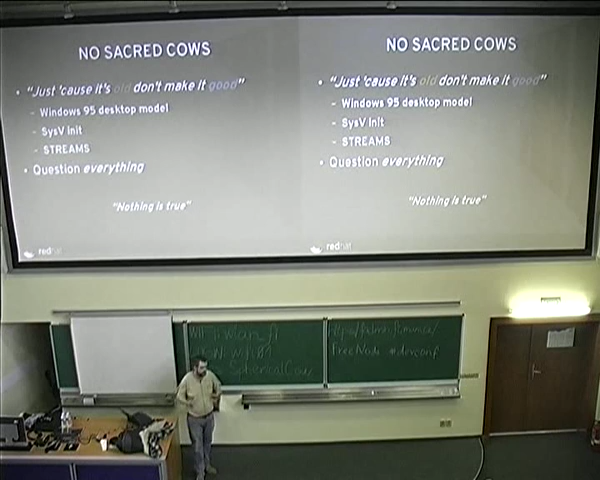 NO SACRED COWS
• "Just 'cause it's old don't make it good"
– Windows 95 desktop model
– SysV Init
– STREAMS
• Question everything
"Nothing is true"
redhat
NO SACRED COWS
• "Just 'cause it's old don't make it good"
– Windows 95 desktop model
– SysV Init
– STREAMS
• Question everything
"Nothing is true"
redhat
Spherical Cow
FreeNode #devconf